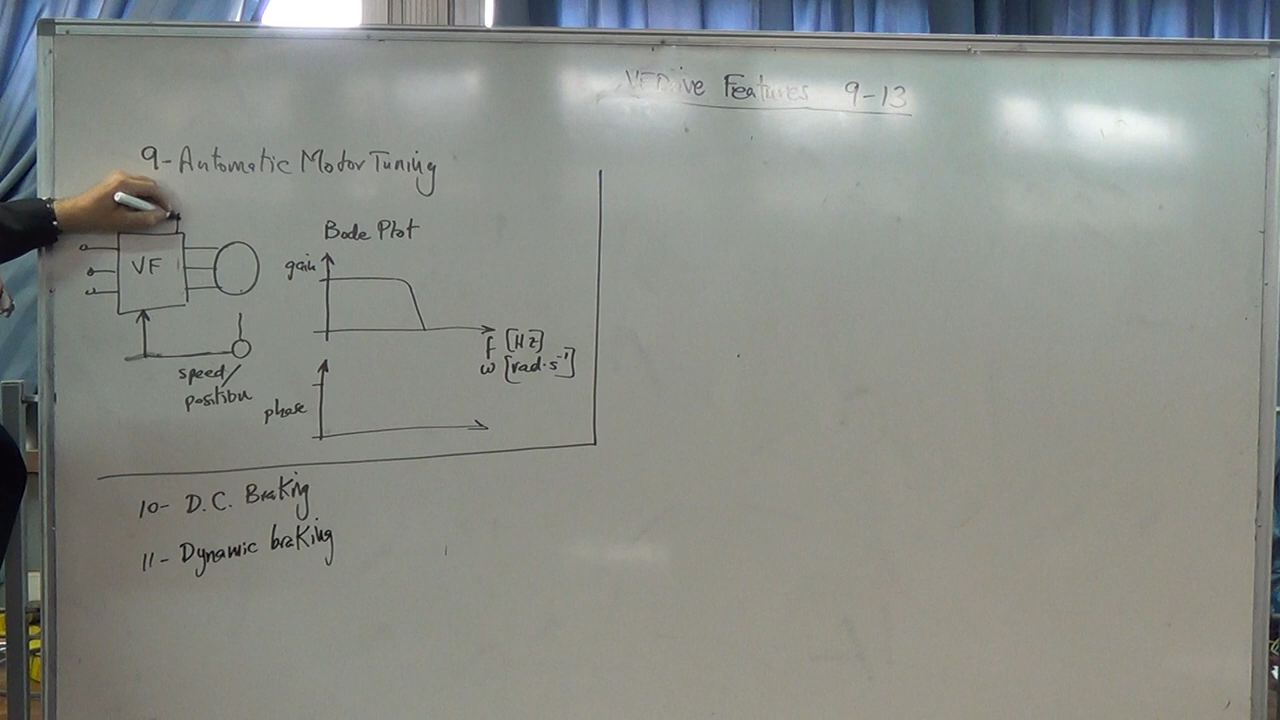 VFDrive Features 9-13
9- Automatic Motor Tuning
Bode Plot
gain
VF
f [Hz]
ω [rad·s⁻¹]
speed/
position
phase
10- D.C. Braking
11- Dynamic braking